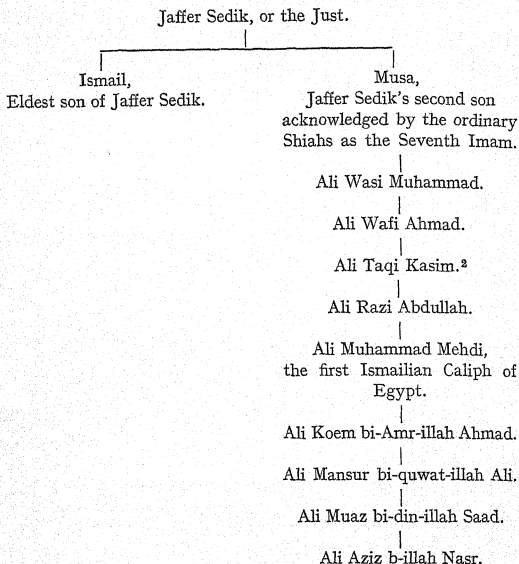 Jaffer Sedik, or the Just.
Ismail,
Eldest son of Jaffer Sedik.
Musa,
Jaffer Sedik's second son
acknowledged by the ordinary
Shiahs as the Seventh Imam.
Ali Wasi Muhammad.
Ali Wafi Ahmad.
Ali Taqi Kasim.²
Ali Razi Abdullah.
Ali Muhammad Mehdi,
the first Ismailian Caliph of
Egypt.
Ali Koem bi-Amr-illah Ahmad.
Ali Mansur bi-quwat-illah Ali.
Ali Muaz bi-din-illah Saad.
Ali Aziz b-illah Nasr.